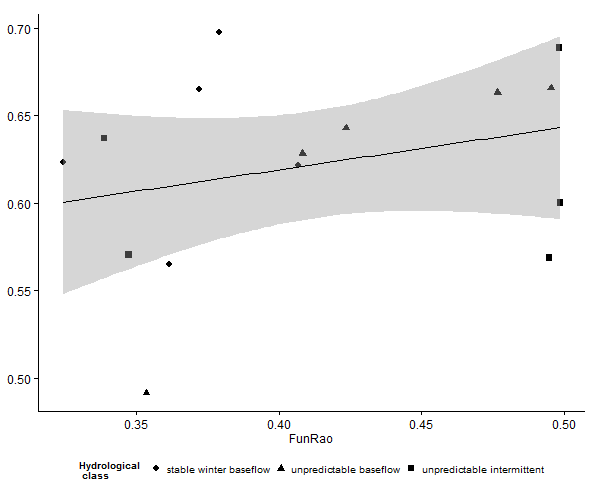 0.70
0.65
0.60
0.55
0.50
0.35 0.40 0.45 0.50
FunRao
Hydrological
class
stable winter baseflow unpredictable baseflow unpredictable intermittent